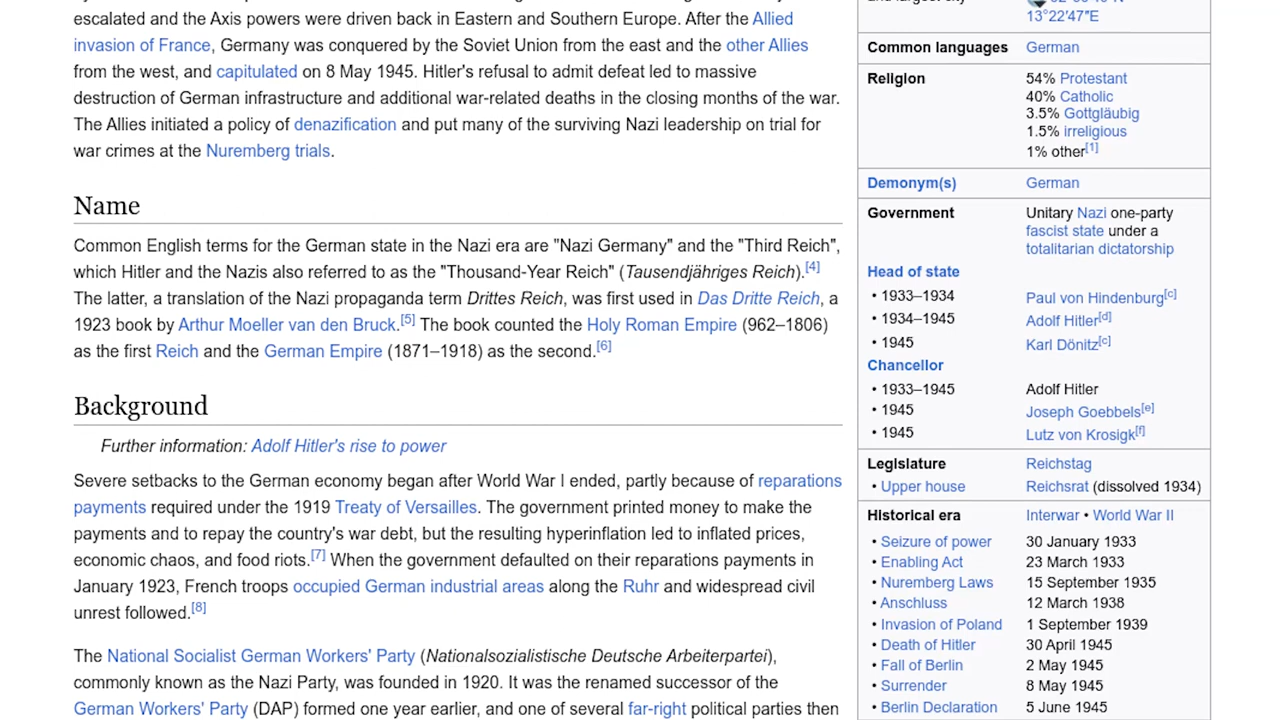 escalated and the Axis powers were driven back in Eastern and Southern Europe. After the Allied
invasion of France, Germany was conquered by the Soviet Union from the east and the other Allies
from the west, and capitulated on 8 May 1945. Hitler's refusal to admit defeat led to massive
destruction of German infrastructure and additional war-related deaths in the closing months of the war.
The Allies initiated a policy of denazification and put many of the surviving Nazi leadership on trial for
war crimes at the Nuremberg trials.
Name
Common English terms for the German state in the Nazi era are "Nazi Germany" and the "Third Reich",
which Hitler and the Nazis also referred to as the "Thousand-Year Reich" (Tausendjähriges Reich).[4]
The latter, a translation of the Nazi propaganda term Drittes Reich, was first used in Das Dritte Reich, a
1923 book by Arthur Moeller van den Bruck.[5] The book counted the Holy Roman Empire (962–1806)
as the first Reich and the German Empire (1871–1918) as the second.[6]
Background
Further information: Adolf Hitler's rise to power
Severe setbacks to the German economy began after World War I ended, partly because of reparations
payments required under the 1919 Treaty of Versailles. The government printed money to make the
payments and to repay the country's war debt, but the resulting hyperinflation led to inflated prices,
economic chaos, and food riots.[7] When the government defaulted on their reparations payments in
January 1923, French troops occupied German industrial areas along the Ruhr and widespread civil
unrest followed.[8]
The National Socialist German Workers' Party (Nationalsozialistische Deutsche Arbeiterpartei),
commonly known as the Nazi Party, was founded in 1920. It was the renamed successor of the
German Workers' Party (DAP) formed one year earlier, and one of several far-right political parties then
13°22′47″E
Common languages German
Religion 54% Protestant
40% Catholic
3.5% Gottgläubig
1.5% irreligious
1% other[1]
Demonym(s) German
Government Unitary Nazi one-party
fascist state under a
totalitarian dictatorship
Head of state
• 1933–1934 Paul von Hindenburg[c]
• 1934–1945 Adolf Hitler[d]
• 1945 Karl Dönitz[c]
Chancellor
• 1933–1945 Adolf Hitler
• 1945 Joseph Goebbels[e]
• 1945 Lutz von Krosigk[f]
Legislature Reichstag
• Upper house Reichsrat (dissolved 1934)
Historical era Interwar • World War II
• Seizure of power 30 January 1933
• Enabling Act 23 March 1933
• Nuremberg Laws 15 September 1935
• Anschluss 12 March 1938
• Invasion of Poland 1 September 1939
• Death of Hitler 30 April 1945
• Fall of Berlin 2 May 1945
• Surrender 8 May 1945
• Berlin Declaration 5 June 1945